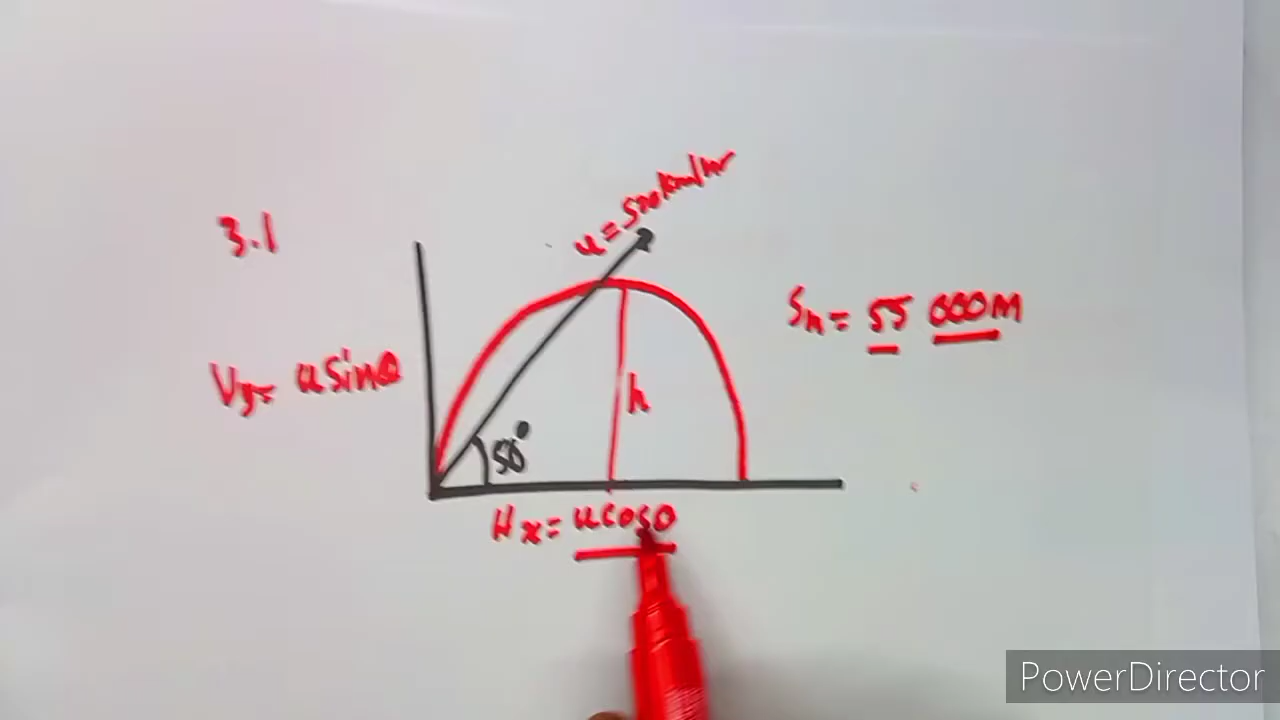 3.1
u = 500km/hr
Sh = 55 000M
Vy= usinθ
h
50°
Hx= ucosθ
PowerDirector